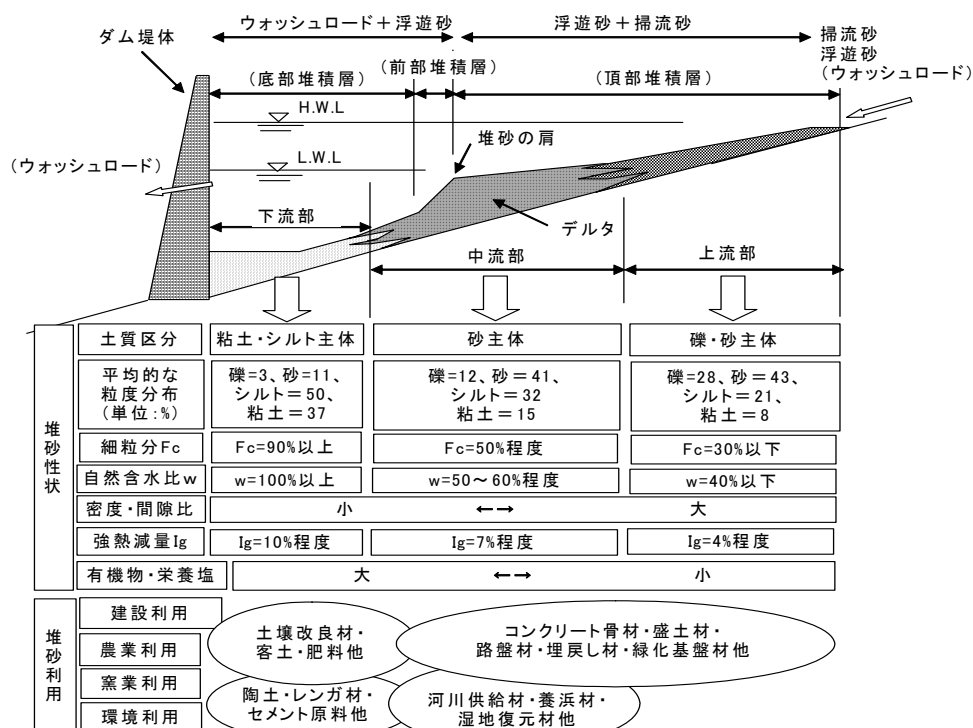 ウォッシュロード＋浮遊砂
浮遊砂＋掃流砂
掃流砂
浮遊砂
(ウォッシュロード)
ダム堤体
(底部堆積層)
(前部堆積層)
(頂部堆積層)
H.W.L
堆砂の肩
(ウォッシュロード)
L.W.L
下流部
デルタ
中流部
上流部
堆砂性状
土質区分
粘土・シルト主体
砂主体
礫・砂主体
平均的な
粒度分布
(単位:%)
礫=3、砂=11、
シルト=50、
粘土=37
礫=12、砂=41、
シルト=32
粘土=15
礫=28、砂=43、
シルト=21、
粘土=8
細粒分Fc
Fc=90%以上
Fc=50%程度
Fc=30%以下
自然含水比w
w=100%以上
w=50～60%程度
w=40%以下
密度・間隙比
小 ←→ 大
強熱減量Ig
Ig=10%程度
Ig=7%程度
Ig=4%程度
有機物・栄養塩
大 ←→ 小
堆砂利用
建設利用
農業利用
窯業利用
環境利用
土壌改良材・
客土・肥料他
コンクリート骨材・盛土材・
路盤材・埋戻し材・緑化基盤材他
陶土・レンガ材・
セメント原料他
河川供給材・養浜材・
湿地復元材他